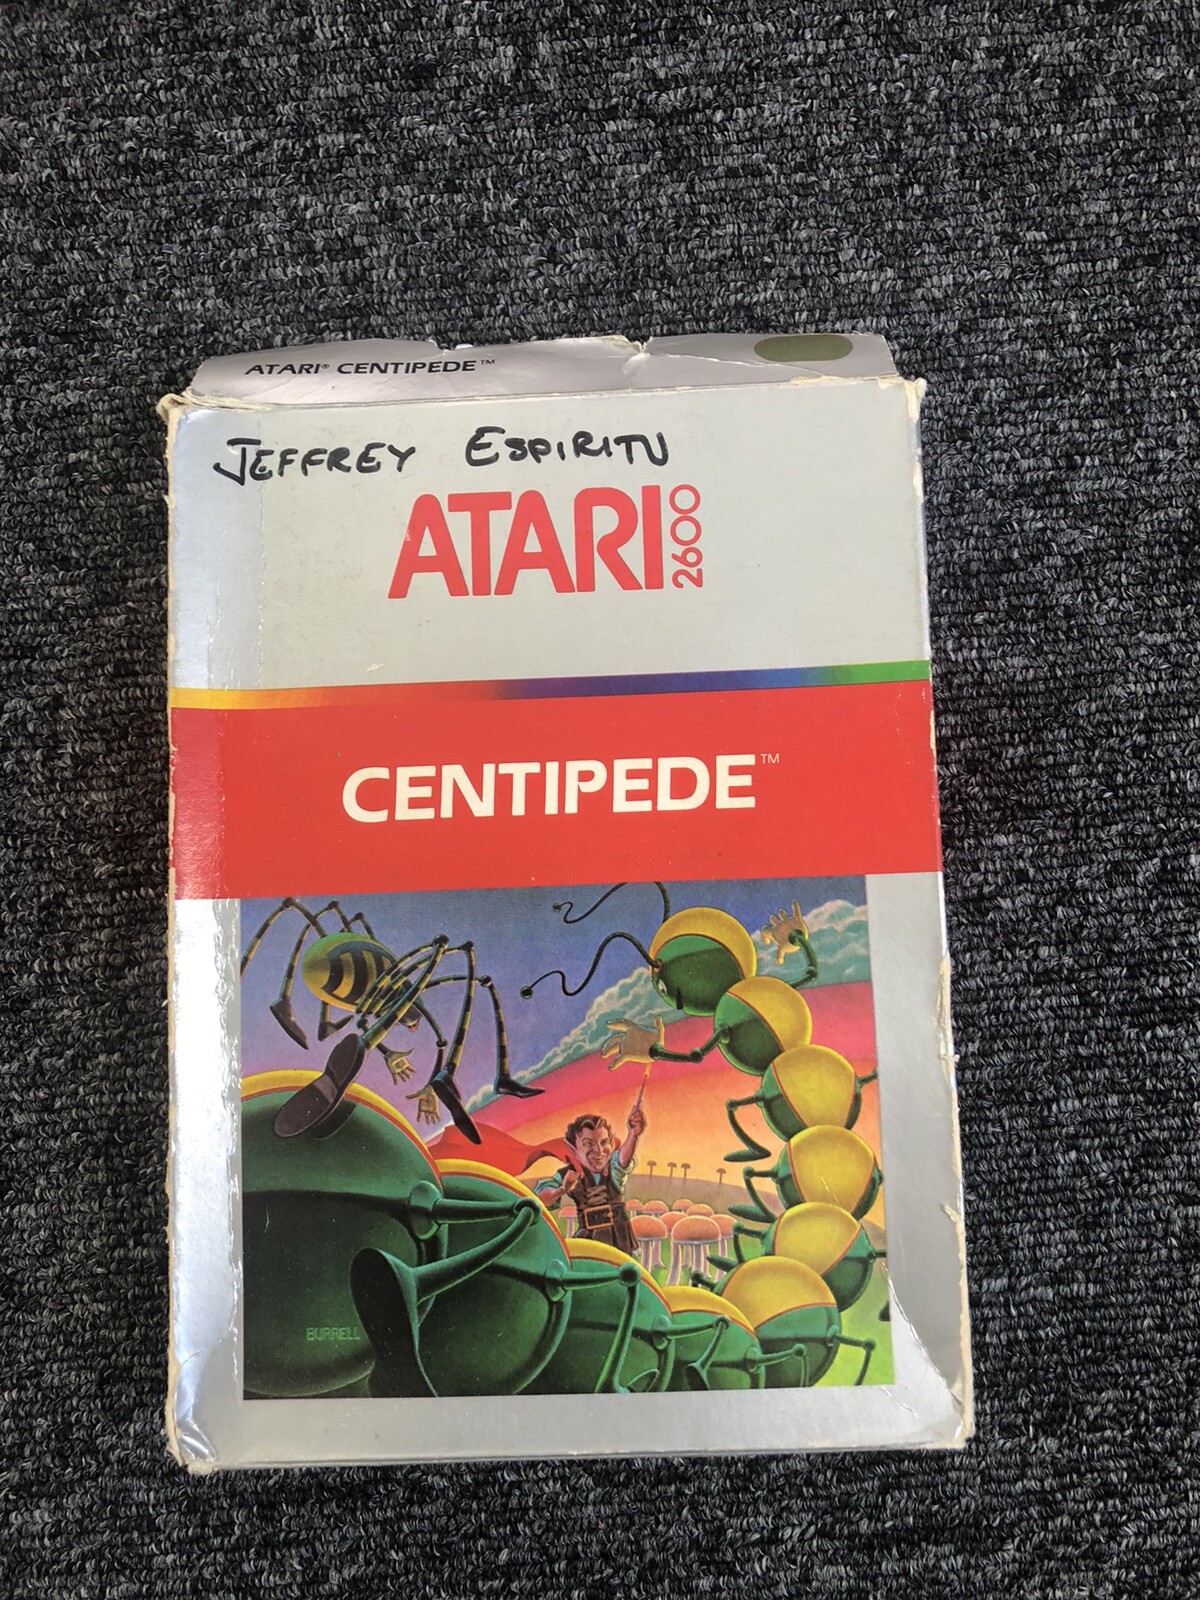 ATARI® CENTIPEDE™
JEFFREY ESPIRITU
ATARI 2600
CENTIPEDE™
BURRELL